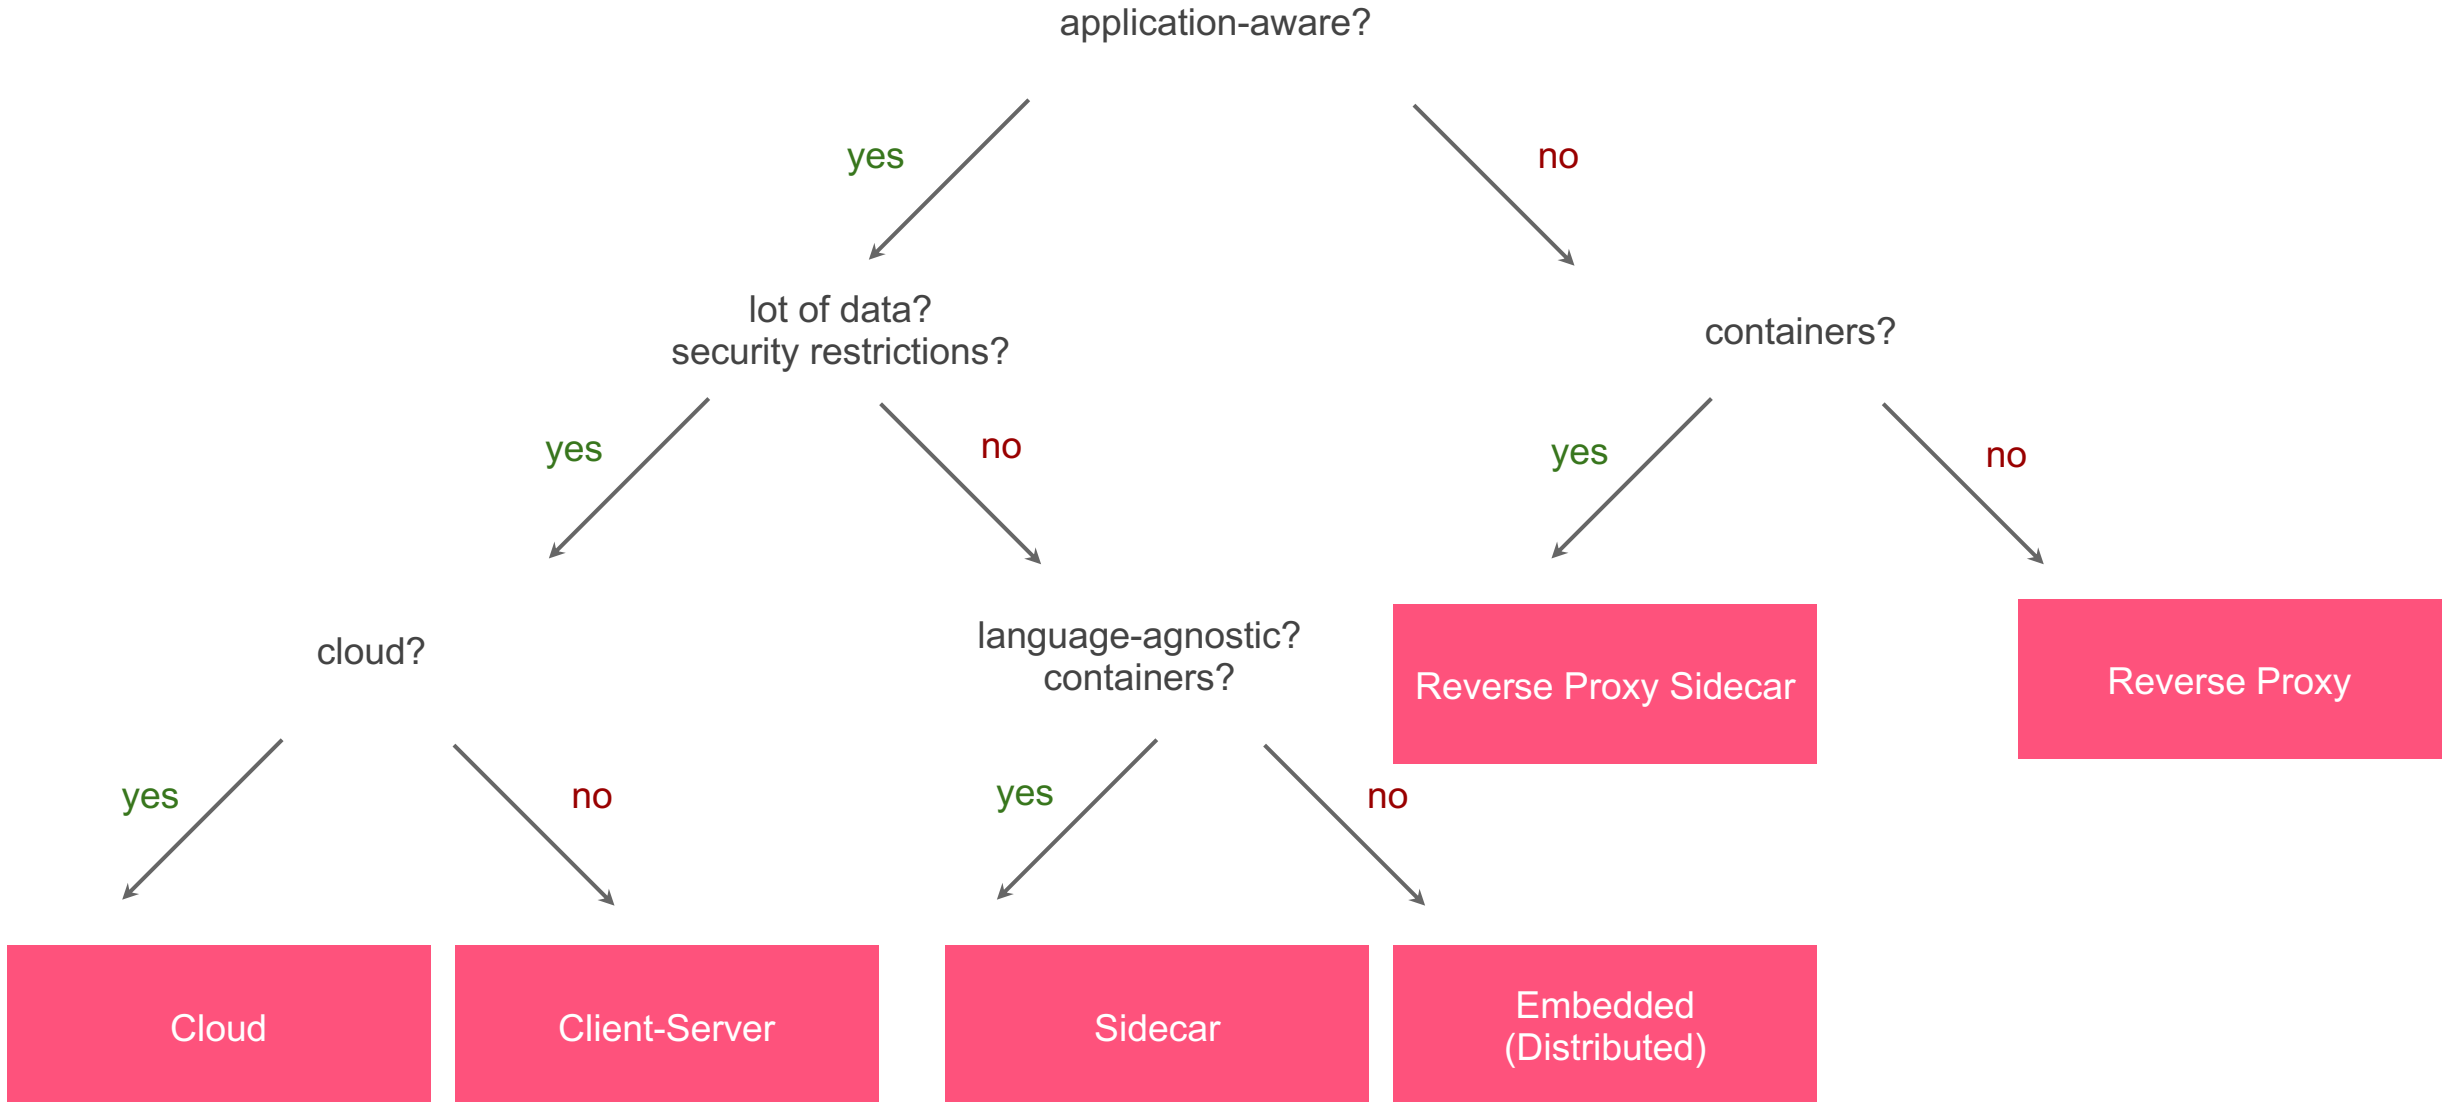 application-aware?
yes
no
lot of data?
security restrictions?
containers?
yes
no
yes
no
cloud?
language-agnostic?
containers?
Reverse Proxy Sidecar
Reverse Proxy
yes
no
yes
no
Cloud
Client-Server
Sidecar
Embedded
(Distributed)